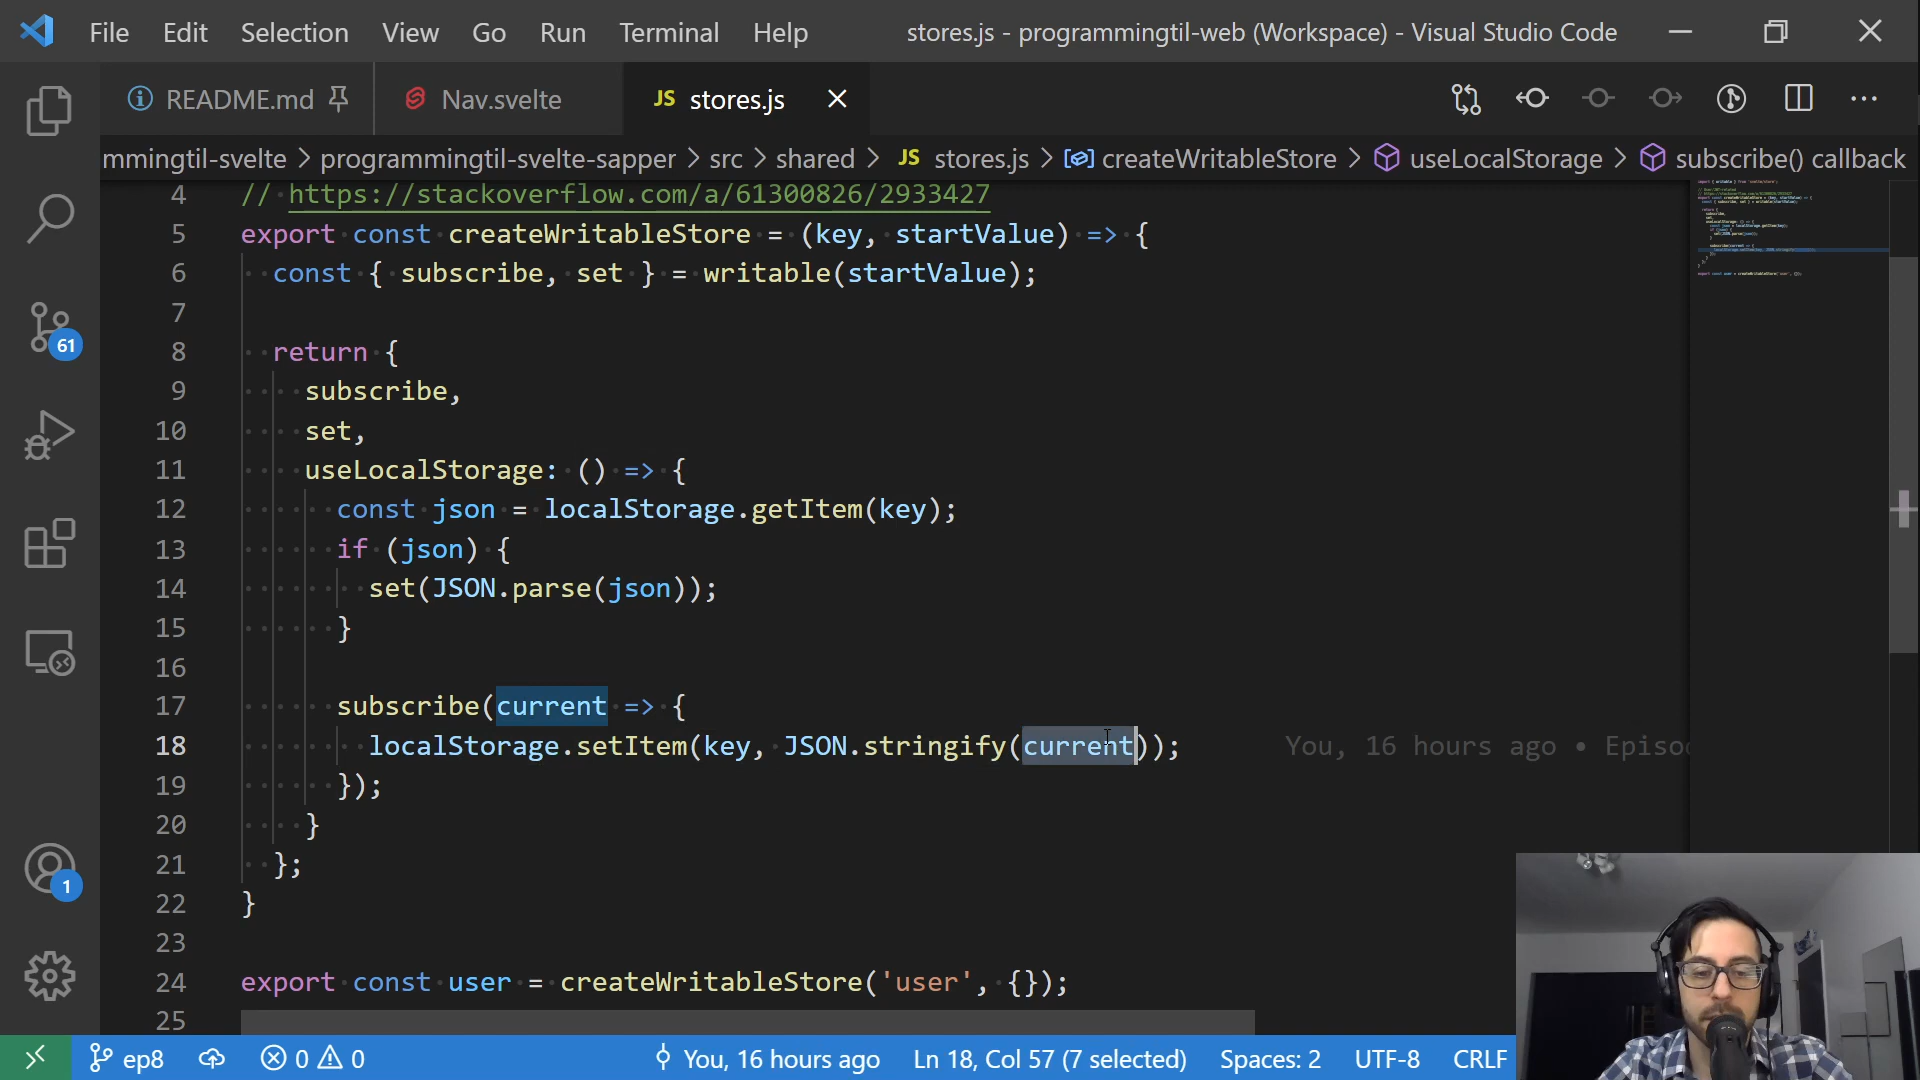 File Edit Selection View Go Run Terminal Help stores.js - programmingtil-web (Workspace) - Visual Studio Code
README.md Nav.svelte JS stores.js
mmingtil-svelte > programmingtil-svelte-sapper > src > shared > JS stores.js > createWritableStore > useLocalStorage > subscribe() callback
4 // https://stackoverflow.com/a/61300826/2933427
5 export const createWritableStore = (key, startValue) => {
6 const { subscribe, set } = writable(startValue);
7
8 return {
9 subscribe,
10 set,
11 useLocalStorage: () => {
12 const json = localStorage.getItem(key);
13 if (json) {
14 set(JSON.parse(json));
15 }
16
17 subscribe(current => {
18 localStorage.setItem(key, JSON.stringify(current)); You, 16 hours ago • Episo
19 });
20 }
21 };
22 }
23
24 export const user = createWritableStore('user', {});
25
61
1
ep8 0 0 You, 16 hours ago Ln 18, Col 57 (7 selected) Spaces: 2 UTF-8 CRLF